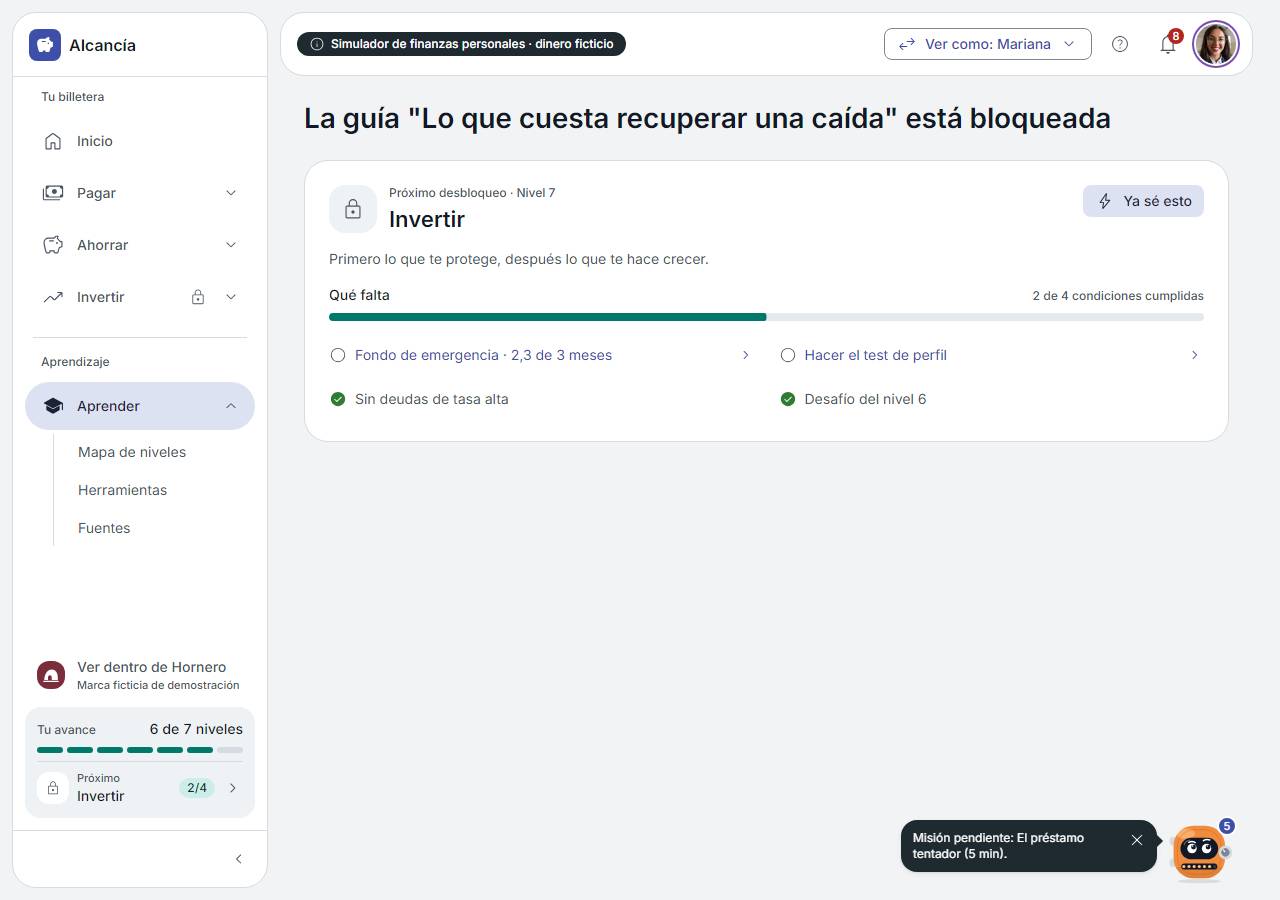 Alcancía
Simulador de finanzas personales · dinero ficticio
Ver como: Mariana
8
Tu billetera
Inicio
Pagar
Ahorrar
Invertir
Aprendizaje
Aprender
Mapa de niveles
Herramientas
Fuentes
Ver dentro de Hornero
Marca ficticia de demostración
Tu avance
6 de 7 niveles
Próximo
Invertir
2/4
La guía "Lo que cuesta recuperar una caída" está bloqueada
Próximo desbloqueo · Nivel 7
Invertir
Ya sé esto
Primero lo que te protege, después lo que te hace crecer.
Qué falta
2 de 4 condiciones cumplidas
Fondo de emergencia · 2,3 de 3 meses
Hacer el test de perfil
Sin deudas de tasa alta
Desafío del nivel 6
Misión pendiente: El préstamo
tentador (5 min).
5